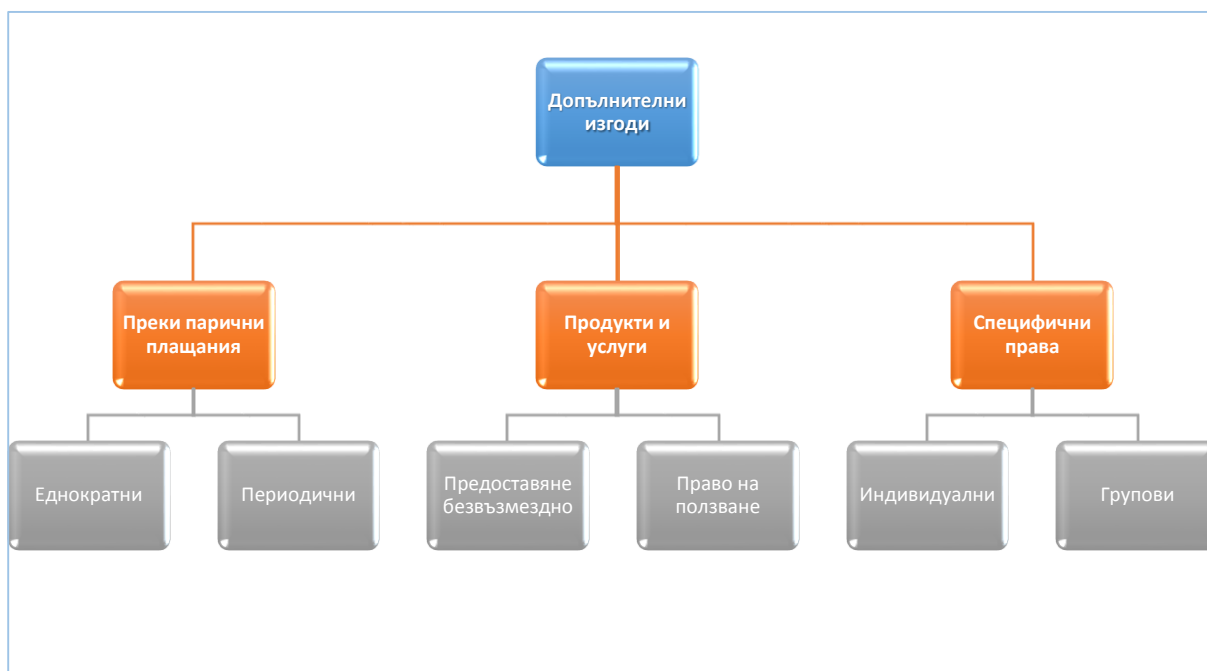 Допълнителни
изгоди
Преки парични
плащания
Продукти и
услуги
Специфични
права
Еднократни
Периодични
Предоставяне
безвъзмездно
Право на
ползване
Индивидуални
Групови